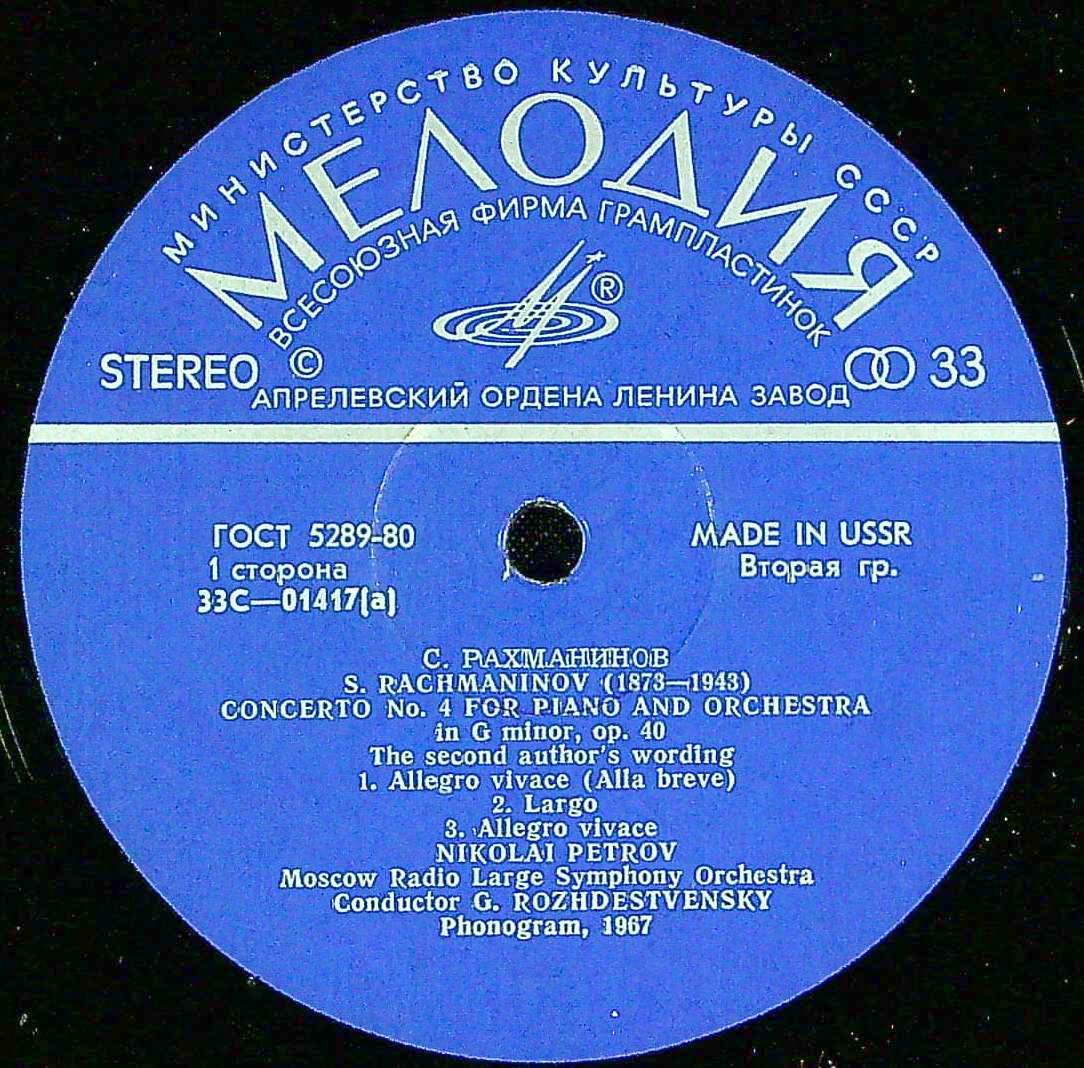 МИНИСТЕРСТВО КУЛЬТУРЫ СССР
МЕЛОДИЯ
ВСЕСОЮЗНАЯ ФИРМА ГРАМПЛАСТИНОК
®
STEREO © 33
АПРЕЛЕВСКИЙ ОРДЕНА ЛЕНИНА ЗАВОД
ГОСТ 5289-80
MADE IN USSR
1 сторона
Вторая гр.
33С—01417(а)
С. РАХМАНИНОВ
S. RACHMANINOV (1873—1943)
CONCERTO No. 4 FOR PIANO AND ORCHESTRA
in G minor, op. 40
The second author's wording
1. Allegro vivace (Alla breve)
2. Largo
3. Allegro vivace
NIKOLAI PETROV
Moscow Radio Large Symphony Orchestra
Conductor G. ROZHDESTVENSKY
Phonogram, 1967